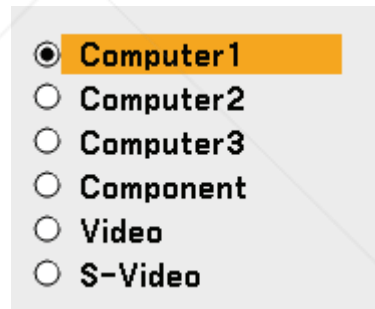 Computer1
Computer2
Computer3
Component
Video
S-Video